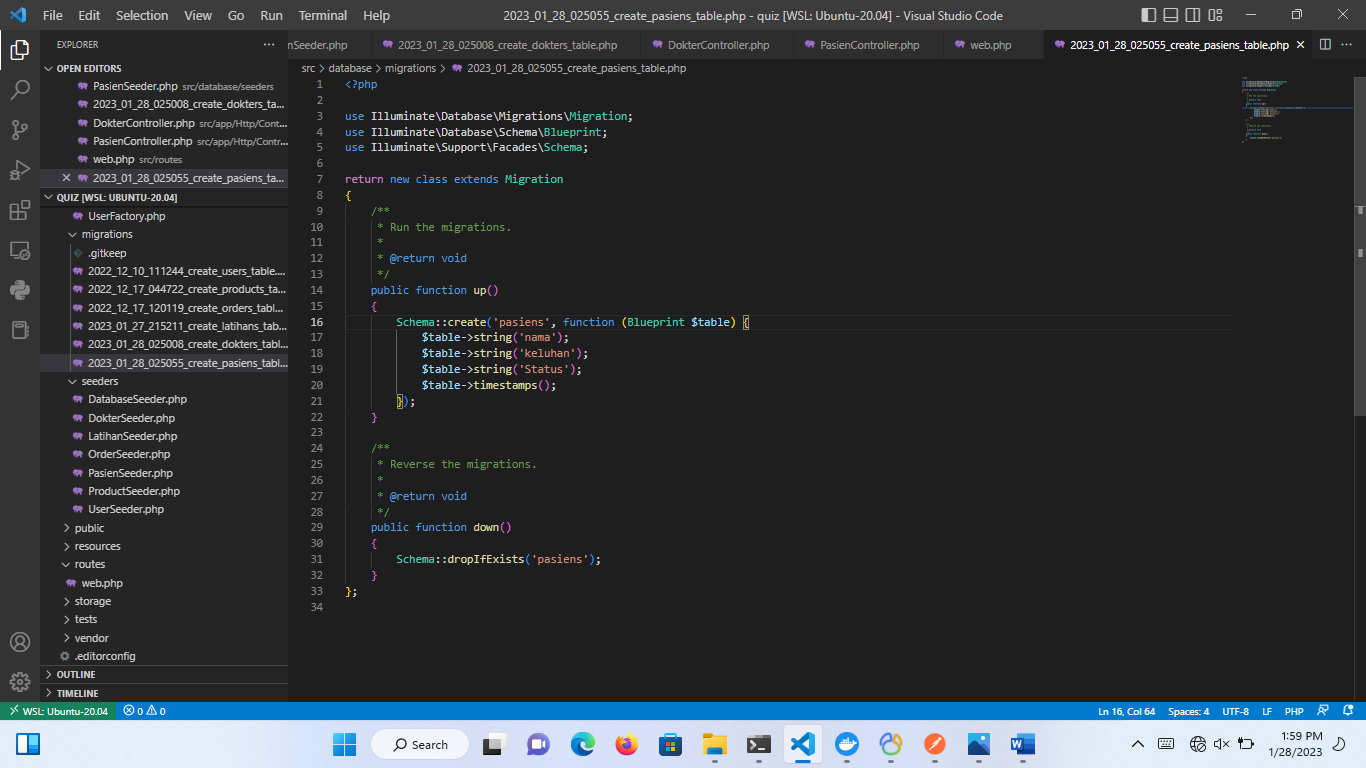 File Edit Selection View Go Run Terminal Help
2023_01_28_025055_create_pasiens_table.php - quiz [WSL: Ubuntu-20.04] - Visual Studio Code
EXPLORER
OPEN EDITORS
PasienSeeder.php src/database/seeders
2023_01_28_025008_create_dokters_ta...
DokterController.php src/app/Http/Cont...
PasienController.php src/app/Http/Contr...
web.php src/routes
2023_01_28_025055_create_pasiens_ta...
QUIZ [WSL: UBUNTU-20.04]
UserFactory.php
migrations
.gitkeep
2022_12_10_111244_create_users_table....
2022_12_17_044722_create_products_ta...
2022_12_17_120119_create_orders_tabl...
2023_01_27_215211_create_latihans_tab...
2023_01_28_025008_create_dokters_tabl...
2023_01_28_025055_create_pasiens_tabl...
seeders
DatabaseSeeder.php
DokterSeeder.php
LatihanSeeder.php
OrderSeeder.php
PasienSeeder.php
ProductSeeder.php
UserSeeder.php
public
resources
routes
web.php
storage
tests
vendor
.editorconfig
OUTLINE
TIMELINE
nSeeder.php 2023_01_28_025008_create_dokters_table.php DokterController.php PasienController.php web.php 2023_01_28_025055_create_pasiens_table.php
src > database > migrations > 2023_01_28_025055_create_pasiens_table.php
1 <?php
2
3 use Illuminate\Database\Migrations\Migration;
4 use Illuminate\Database\Schema\Blueprint;
5 use Illuminate\Support\Facades\Schema;
6
7 return new class extends Migration
8 {
9 /**
10 * Run the migrations.
11 *
12 * @return void
13 */
14 public function up()
15 {
16 Schema::create('pasiens', function (Blueprint $table) {
17 $table->string('nama');
18 $table->string('keluhan');
19 $table->string('Status');
20 $table->timestamps();
21 });
22 }
23
24 /**
25 * Reverse the migrations.
26 *
27 * @return void
28 */
29 public function down()
30 {
31 Schema::dropIfExists('pasiens');
32 }
33 };
34
WSL: Ubuntu-20.04 0 0 Ln 16, Col 64 Spaces: 4 UTF-8 LF PHP
Search
1:59 PM
1/28/2023